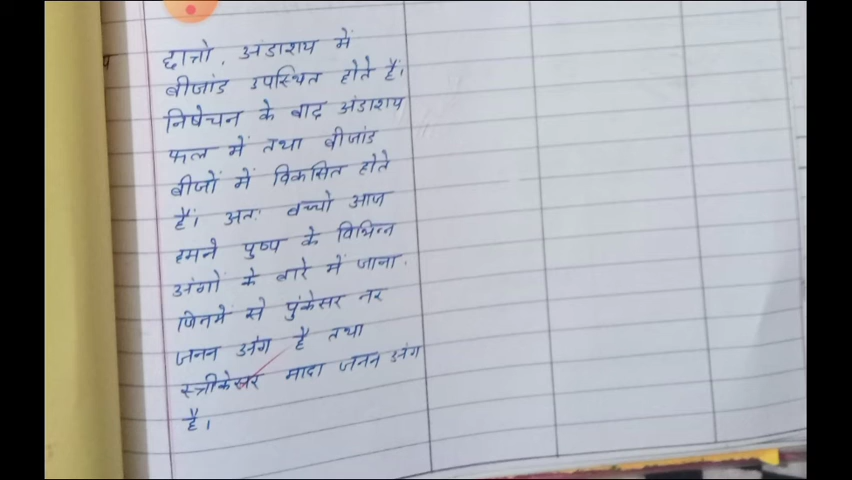 छात्रो, अंडाशय में
बीजांड उपस्थित होते हैं।
निषेचन के बाद अंडाशय
फल में तथा बीजांड
बीजों में विकसित होते
हैं। अतः बच्चो आज
हमने पुष्प के विभिन्न
अंगों के बारे में जाना.
जिनमें से पुंकेसर नर
जनन अंग है तथा
स्त्रीकेसर मादा जनन अंग
है।